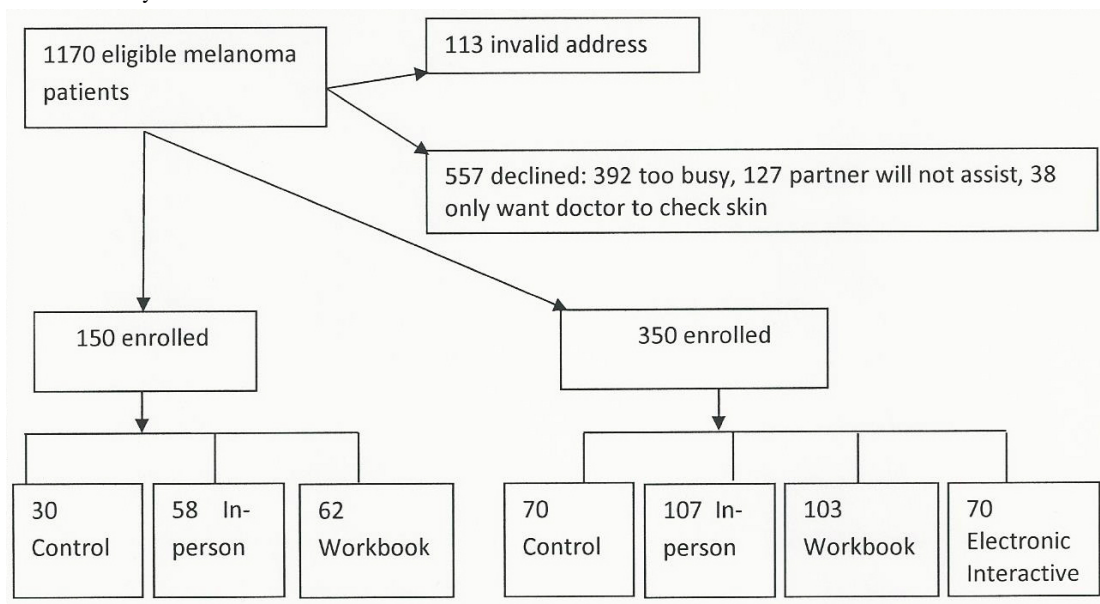 1170 eligible melanoma
patients
113 invalid address
557 declined: 392 too busy, 127 partner will not assist, 38
only want doctor to check skin
150 enrolled
350 enrolled
30
Control
58 In-
person
62
Workbook
70
Control
107 In-
person
103
Workbook
70
Electronic
Interactive